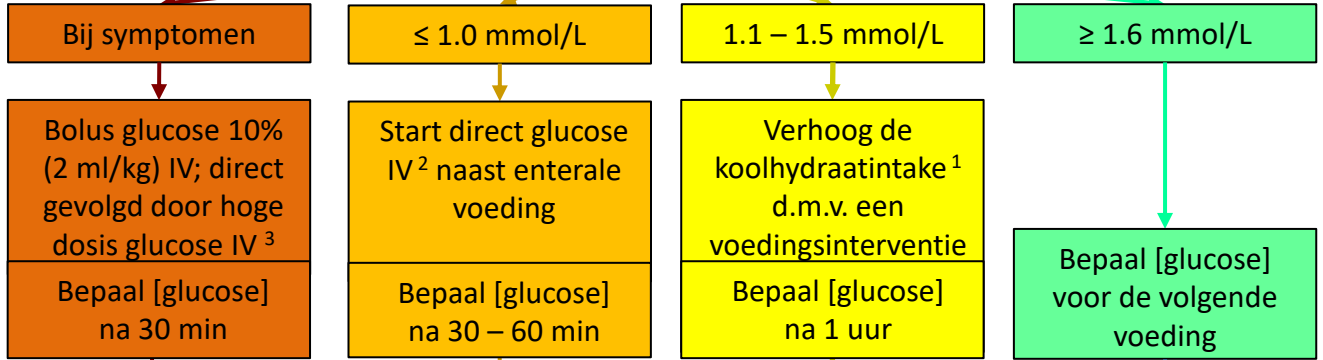 Bij symptomen
≤ 1.0 mmol/L
1.1 – 1.5 mmol/L
≥ 1.6 mmol/L
Bolus glucose 10%
(2 ml/kg) IV; direct
gevolgd door hoge
dosis glucose IV ³
Bepaal [glucose]
na 30 min
Start direct glucose
IV ² naast enterale
voeding
Bepaal [glucose]
na 30 – 60 min
Verhoog de
koolhydraatintake ¹
d.m.v. een
voedingsinterventie
Bepaal [glucose]
na 1 uur
Bepaal [glucose]
voor de volgende
voeding